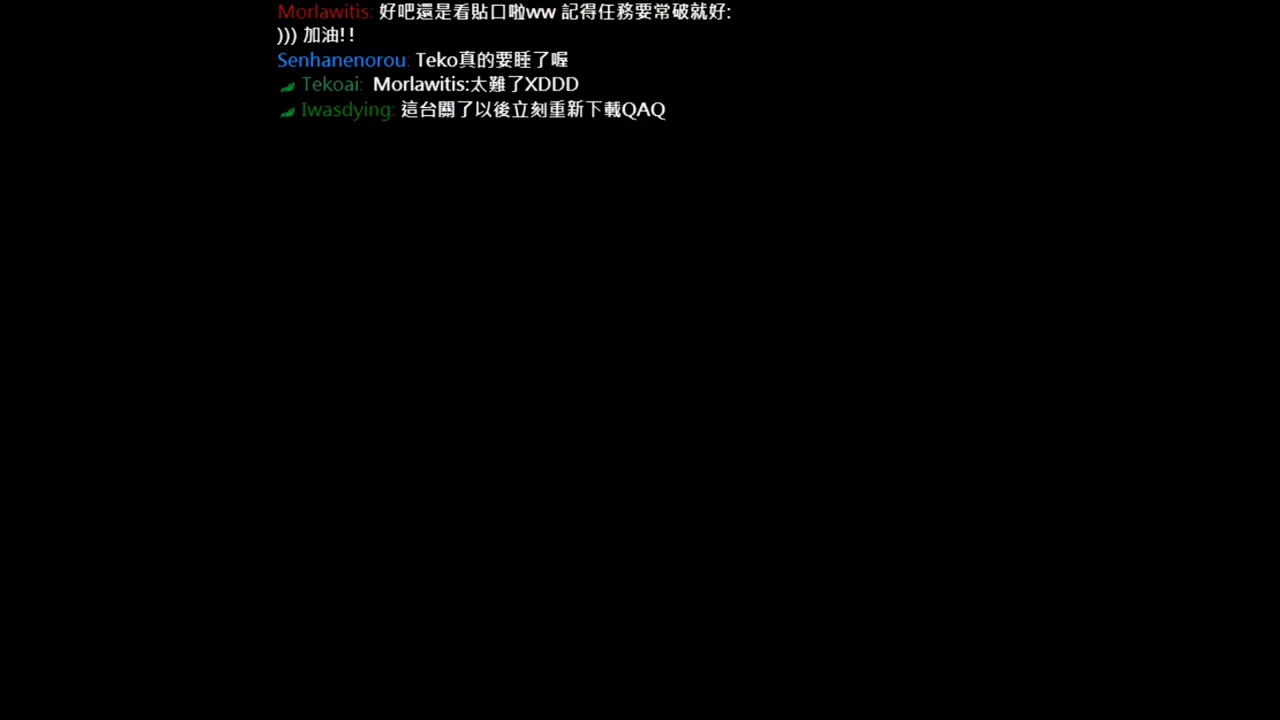 Morlawitis: 好吧還是看貼口啦ww 記得任務要常破就好:
))) 加油!!
Senhanenorou: Teko真的要睡了喔
Tekoai: Morlawitis:太難了XDDD
Iwasdying: 這台關了以後立刻重新下載QAQ